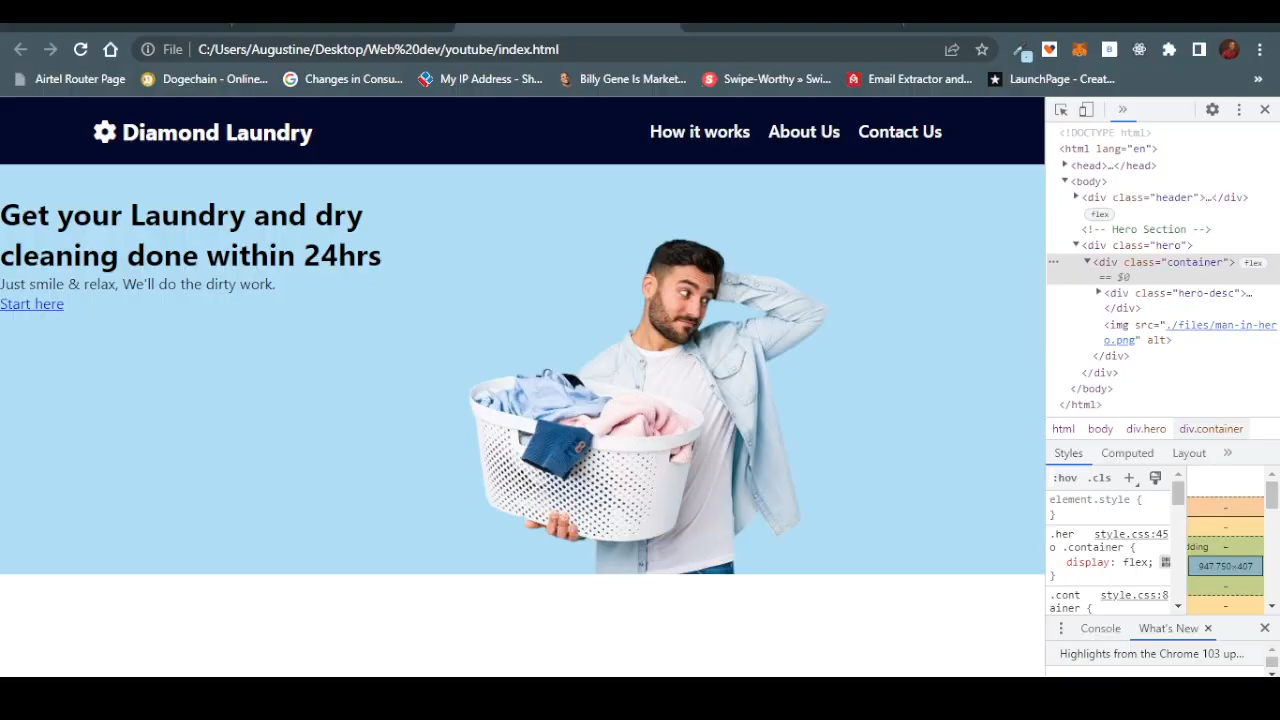 File C:/Users/Augustine/Desktop/Web%20dev/youtube/index.html
Airtel Router Page Dogechain - Online... Changes in Consu... My IP Address - Sh... Billy Gene Is Market... Swipe-Worthy » Swi... Email Extractor and... LaunchPage - Creat... »
Diamond Laundry How it works About Us Contact Us
Get your Laundry and dry
cleaning done within 24hrs
Just smile & relax, We'll do the dirty work.
Start here
»
<!DOCTYPE html>
<html lang="en">
<head>…</head>
<body>
<div class="header">…</div>
flex
<!-- Hero Section -->
<div class="hero">
<div class="container"> flex
== $0
<div class="hero-desc">…
</div>
<img src="./files/man-in-her
o.png" alt>
</div>
</div>
</body>
</html>
html body div.hero div.container
Styles Computed Layout »
:hov .cls +
element.style {
}
.her style.css:45
o .container {
display: flex;
}
.cont style.css:8
ainer {
dding -
947.750×407
Console What's New ×
Highlights from the Chrome 103 up...